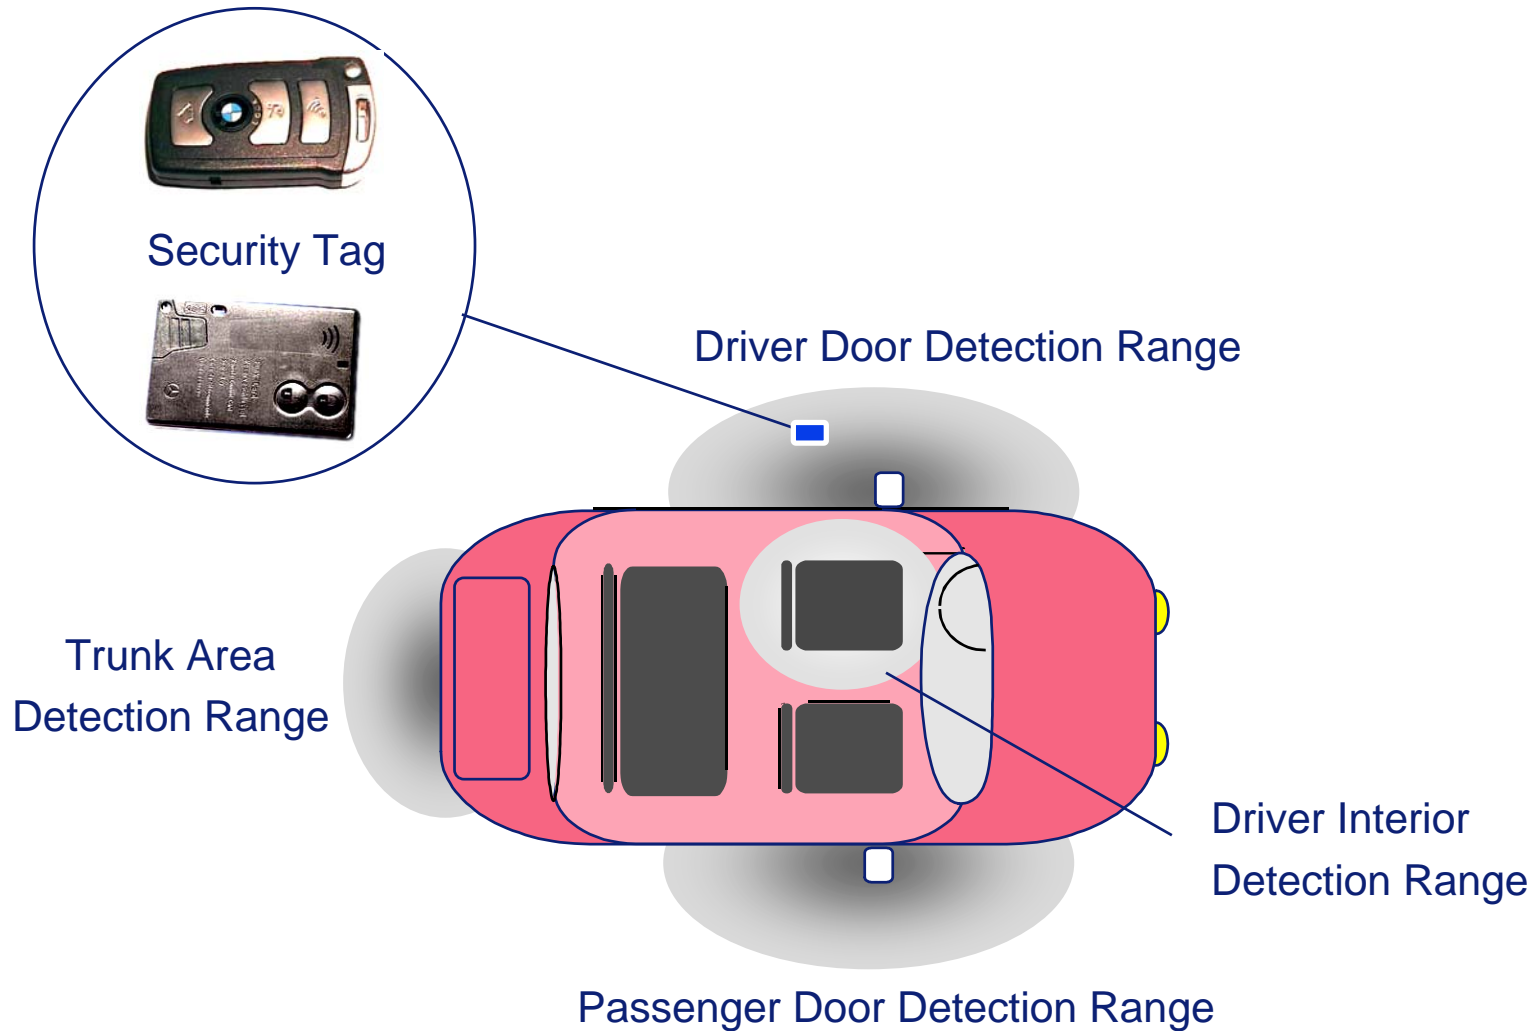 Security Tag
Driver Door Detection Range
Trunk Area
Detection Range
Driver Interior
Detection Range
Passenger Door Detection Range